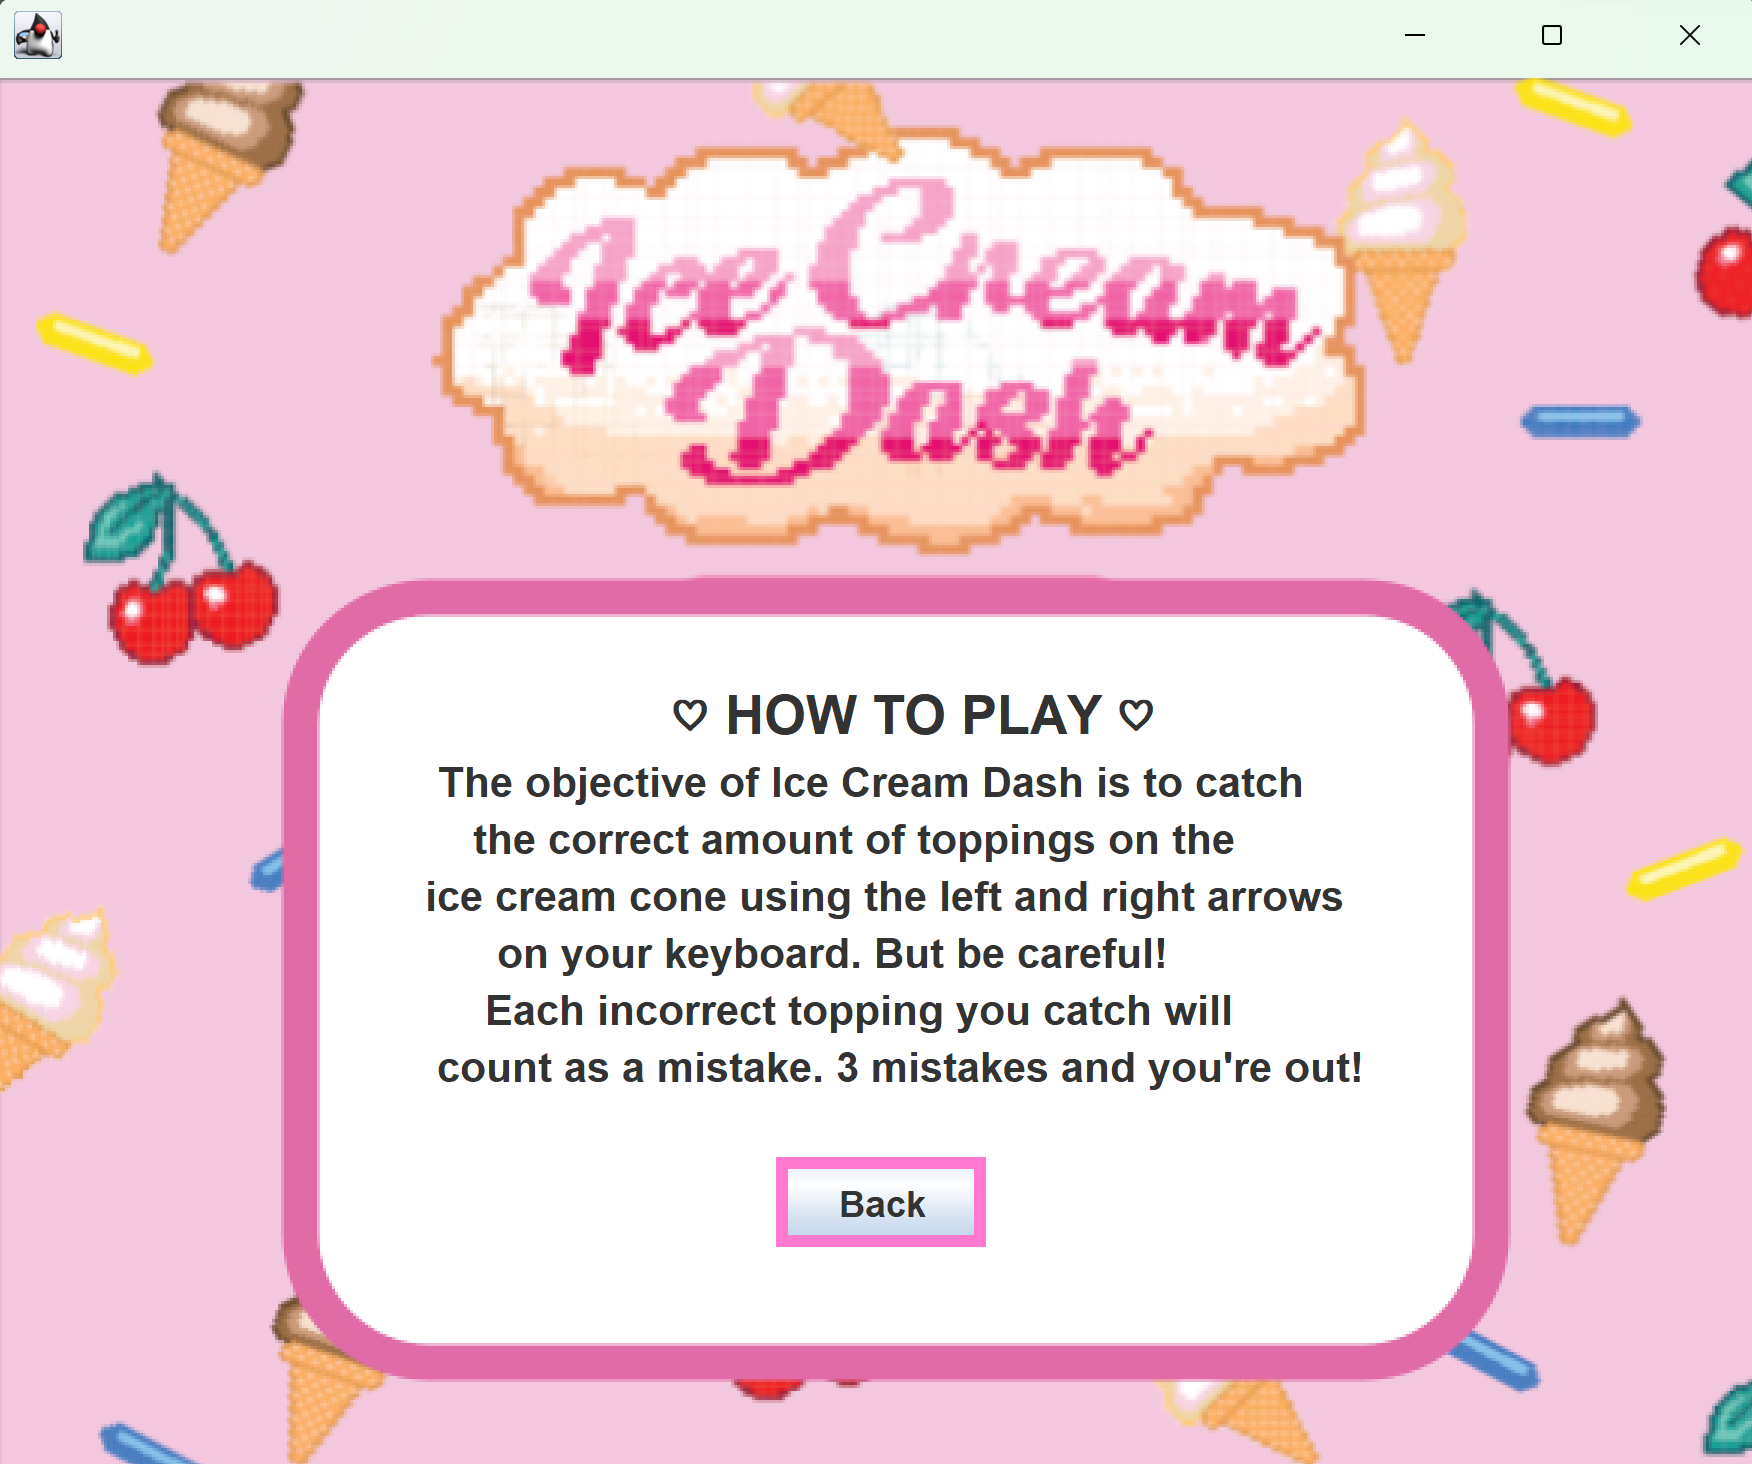 Ice Cream
Dash
♡ HOW TO PLAY ♡
The objective of Ice Cream Dash is to catch
the correct amount of toppings on the
ice cream cone using the left and right arrows
on your keyboard. But be careful!
Each incorrect topping you catch will
count as a mistake. 3 mistakes and you're out!
Back